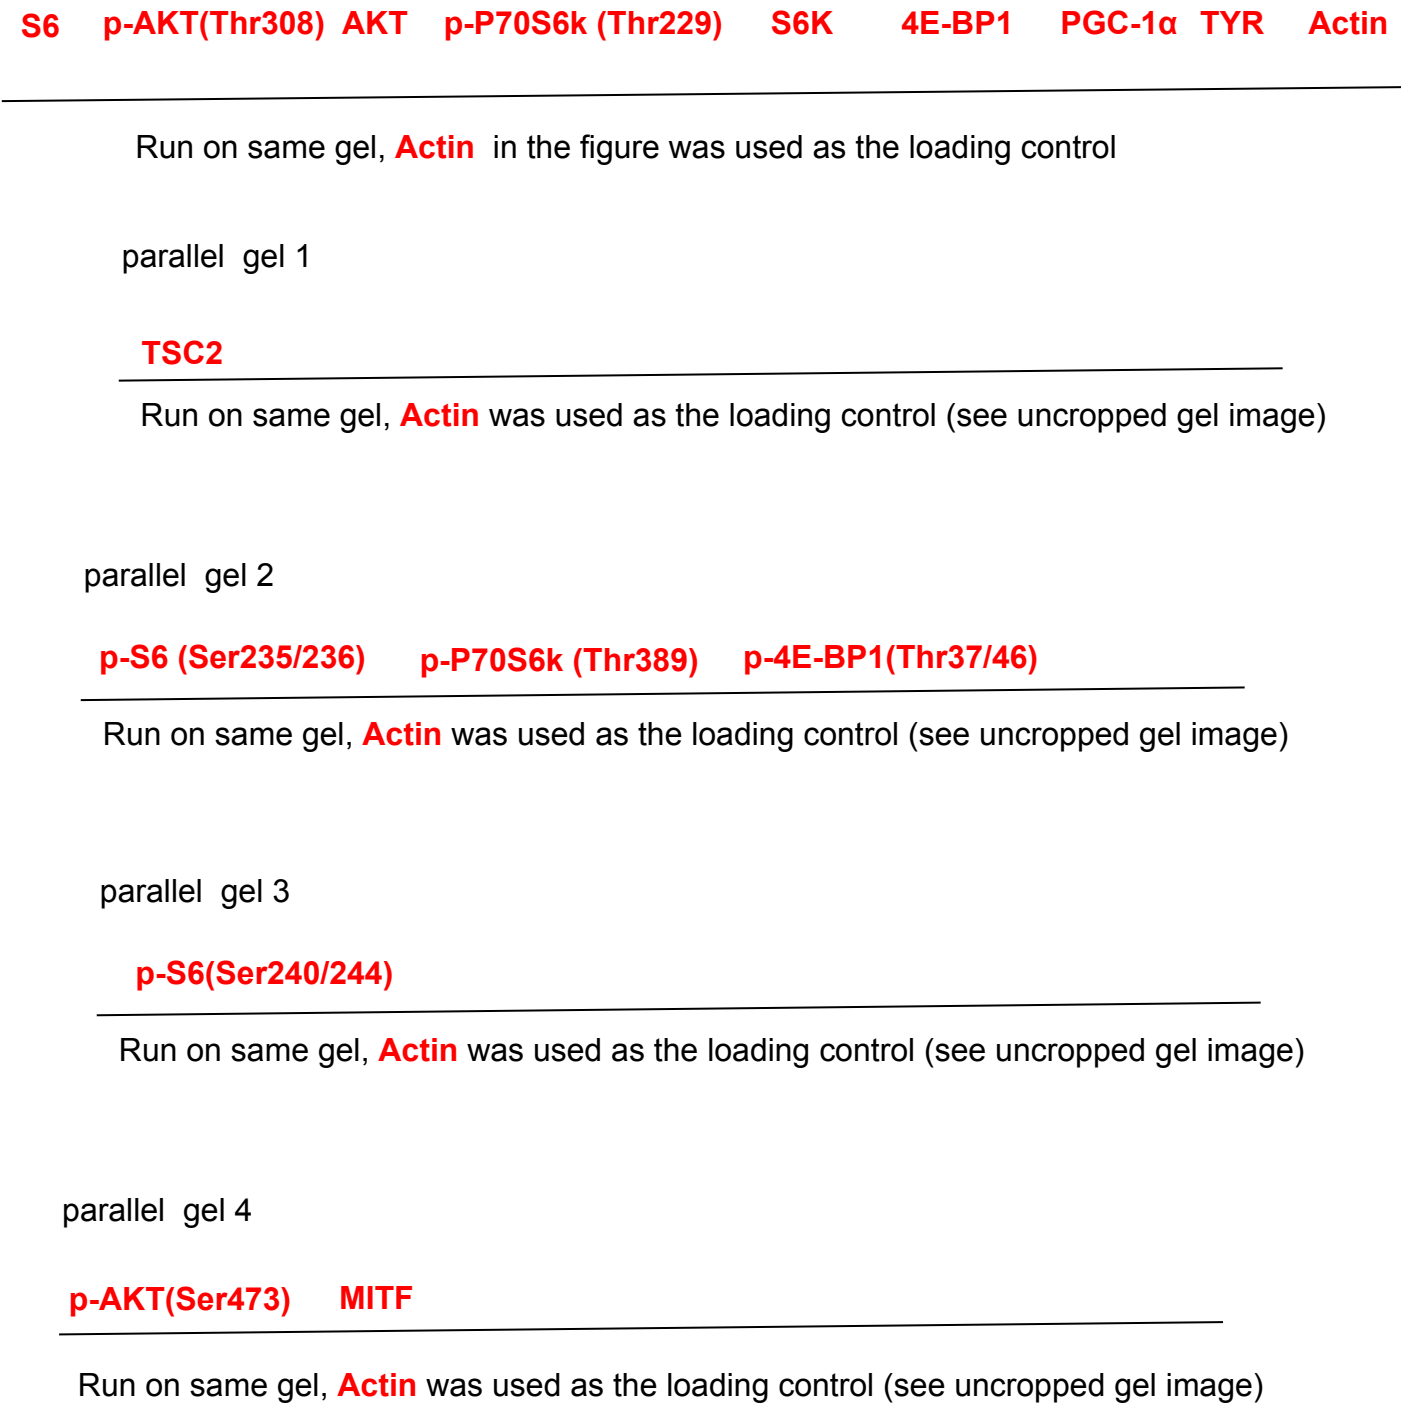 S6 p-AKT(Thr308) AKT p-P70S6k (Thr229) S6K 4E-BP1 PGC-1α TYR Actin
Run on same gel, Actin in the figure was used as the loading control
parallel gel 1
TSC2
Run on same gel, Actin was used as the loading control (see uncropped gel image)
parallel gel 2
p-S6 (Ser235/236) p-P70S6k (Thr389) p-4E-BP1(Thr37/46)
Run on same gel, Actin was used as the loading control (see uncropped gel image)
parallel gel 3
p-S6(Ser240/244)
Run on same gel, Actin was used as the loading control (see uncropped gel image)
parallel gel 4
p-AKT(Ser473) MITF
Run on same gel, Actin was used as the loading control (see uncropped gel image)